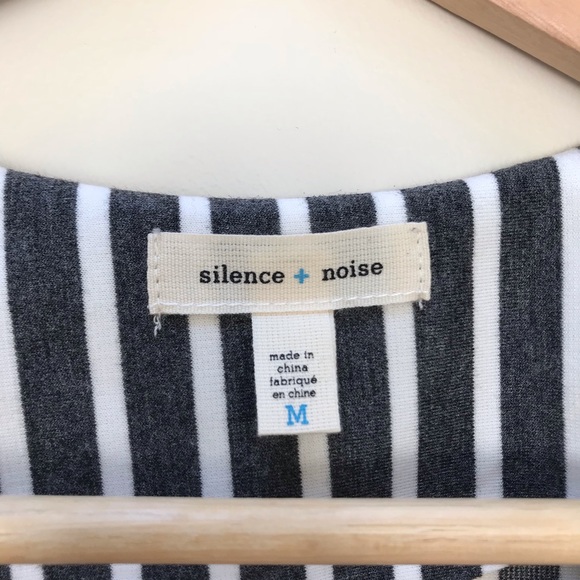 silence + noise
made in
china
fabriqué
en chine
M